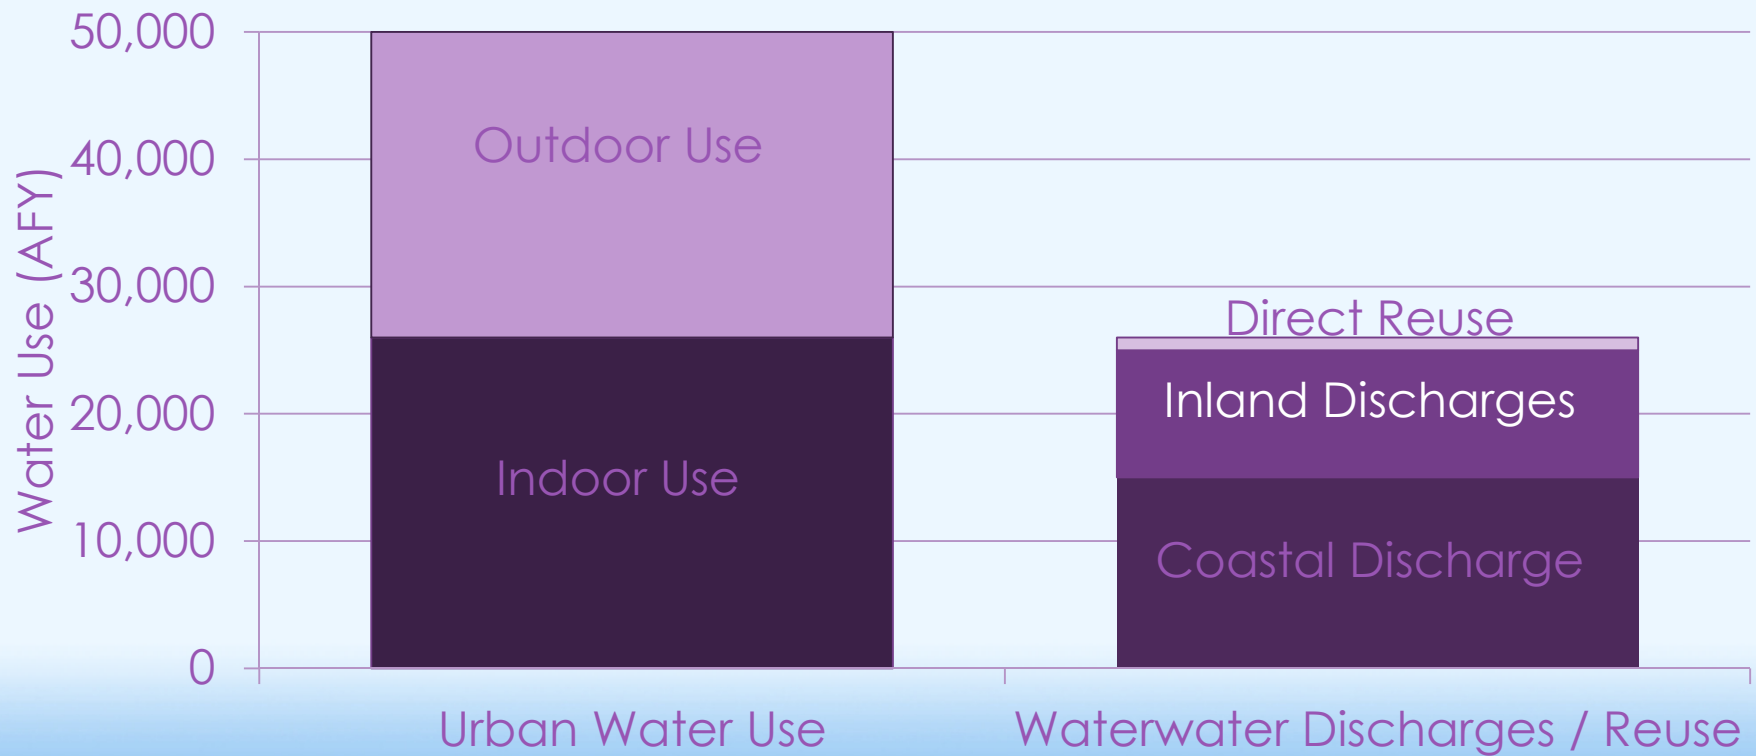 Water Use (AFY)
50,000
40,000
30,000
20,000
10,000
0
Outdoor Use
Indoor Use
Direct Reuse
Inland Discharges
Coastal Discharge
Urban Water Use
Waterwater Discharges / Reuse